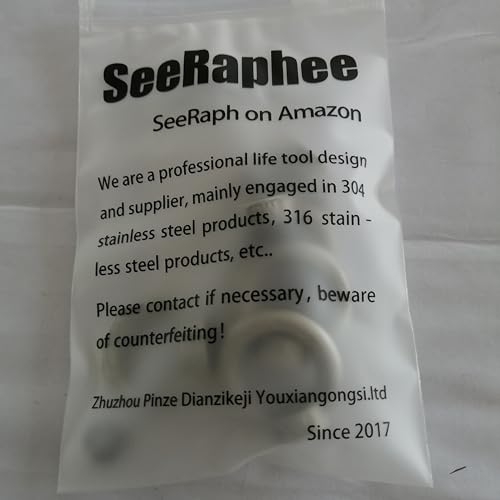 SeeRaphee
SeeRaph on Amazon
We are a professional life tool design
and supplier, mainly engaged in 304
stainless steel products, 316 stain -
less steel products, etc..
Please contact if necessary, beware
of counterfeiting!
Zhuzhou Pinze Dianzikeji Youxiangongsi.ltd
Since 2017